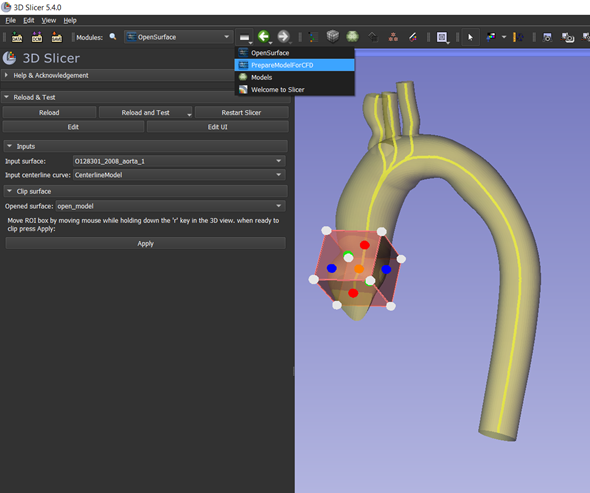 3D Slicer 5.4.0
File Edit View Help
DATA DCM SAVE Modules: OpenSurface
OpenSurface
PrepareModelForCFD
Models
Welcome to Slicer
3D Slicer
Help & Acknowledgement
Reload & Test
Reload Reload and Test Restart Slicer
Edit Edit UI
Inputs
Input surface: O128301_2008_aorta_1
Input centerline curve: CenterlineModel
Clip surface
Opened surface: open_model
Move ROI box by moving mouse while holding down the 'Y' key in the 3D view. when ready to
clip press Apply:
Apply